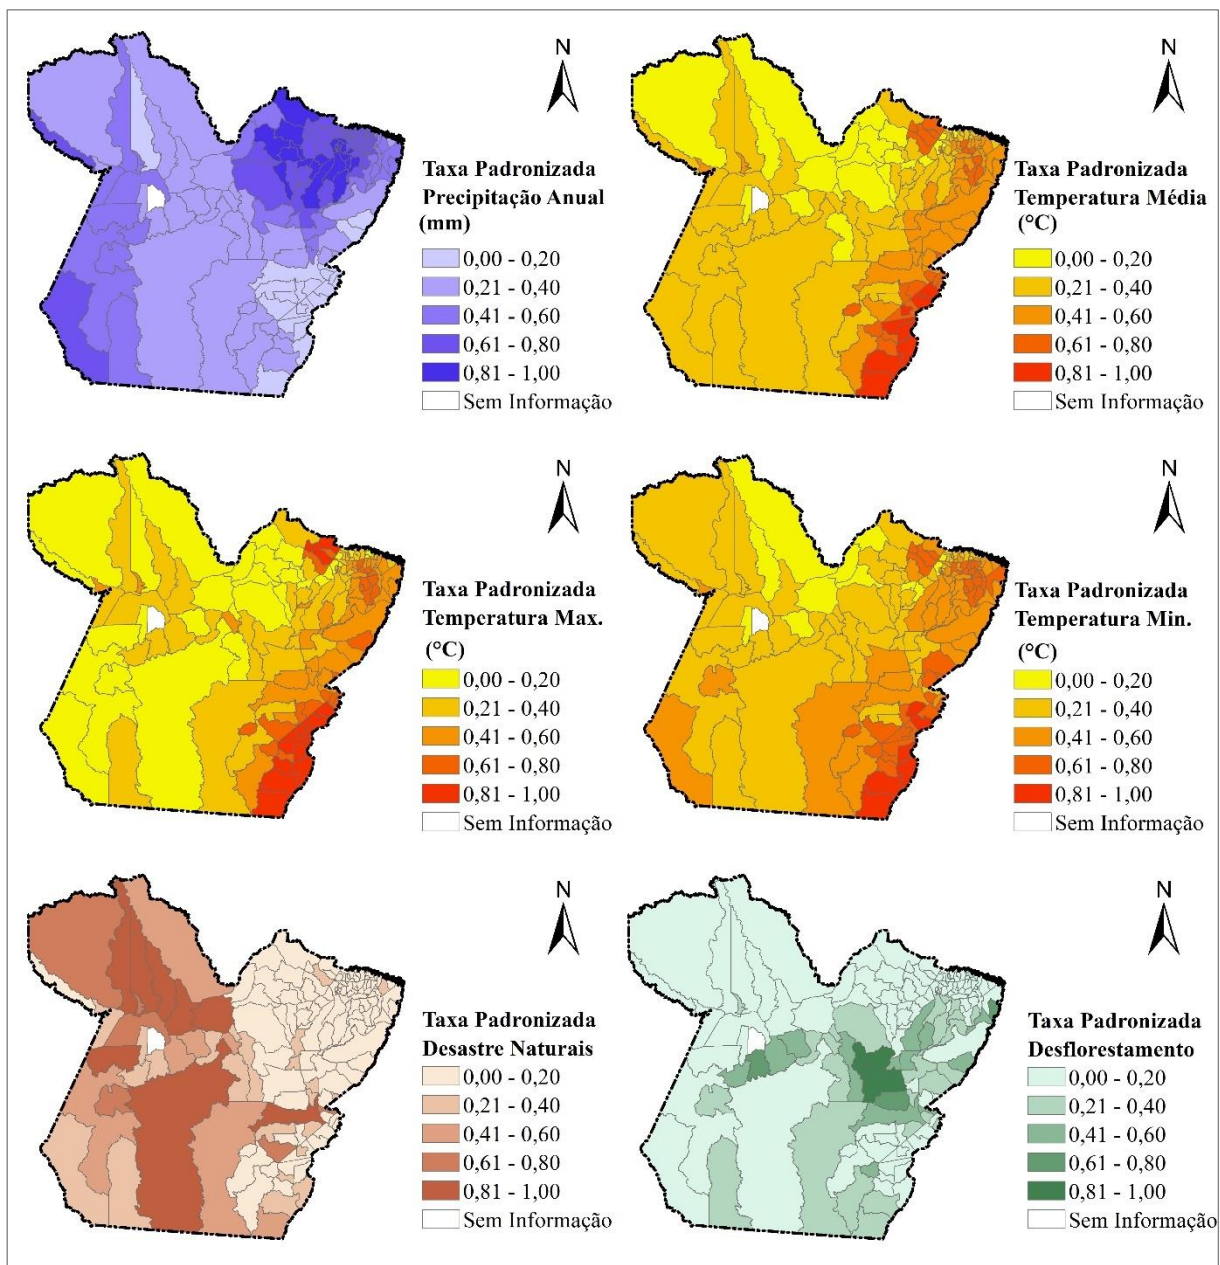 N
Taxa Padronizada
Precipitação Anual
(mm)
0,00 - 0,20
0,21 - 0,40
0,41 - 0,60
0,61 - 0,80
0,81 - 1,00
Sem Informação
N
Taxa Padronizada
Temperatura Média
(°C)
0,00 - 0,20
0,21 - 0,40
0,41 - 0,60
0,61 - 0,80
0,81 - 1,00
Sem Informação
N
Taxa Padronizada
Temperatura Max.
(°C)
0,00 - 0,20
0,21 - 0,40
0,41 - 0,60
0,61 - 0,80
0,81 - 1,00
Sem Informação
N
Taxa Padronizada
Temperatura Min.
(°C)
0,00 - 0,20
0,21 - 0,40
0,41 - 0,60
0,61 - 0,80
0,81 - 1,00
Sem Informação
N
Taxa Padronizada
Desastre Naturais
0,00 - 0,20
0,21 - 0,40
0,41 - 0,60
0,61 - 0,80
0,81 - 1,00
Sem Informação
N
Taxa Padronizada
Desflorestamento
0,00 - 0,20
0,21 - 0,40
0,41 - 0,60
0,61 - 0,80
0,81 - 1,00
Sem Informação